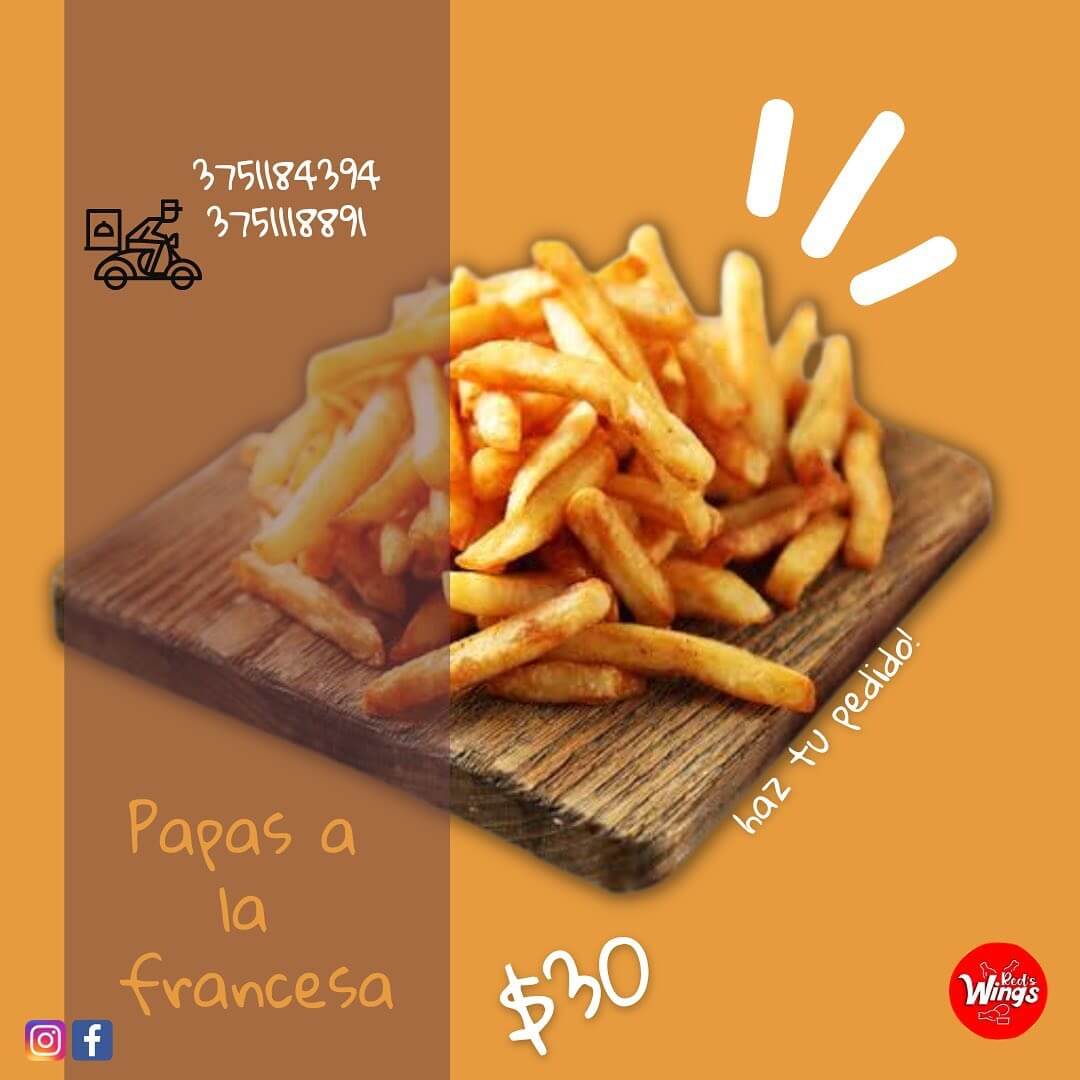 3751184394
3751118891
haz tu pedido!
Papas a
la
francesa
$30
Red's
Wings